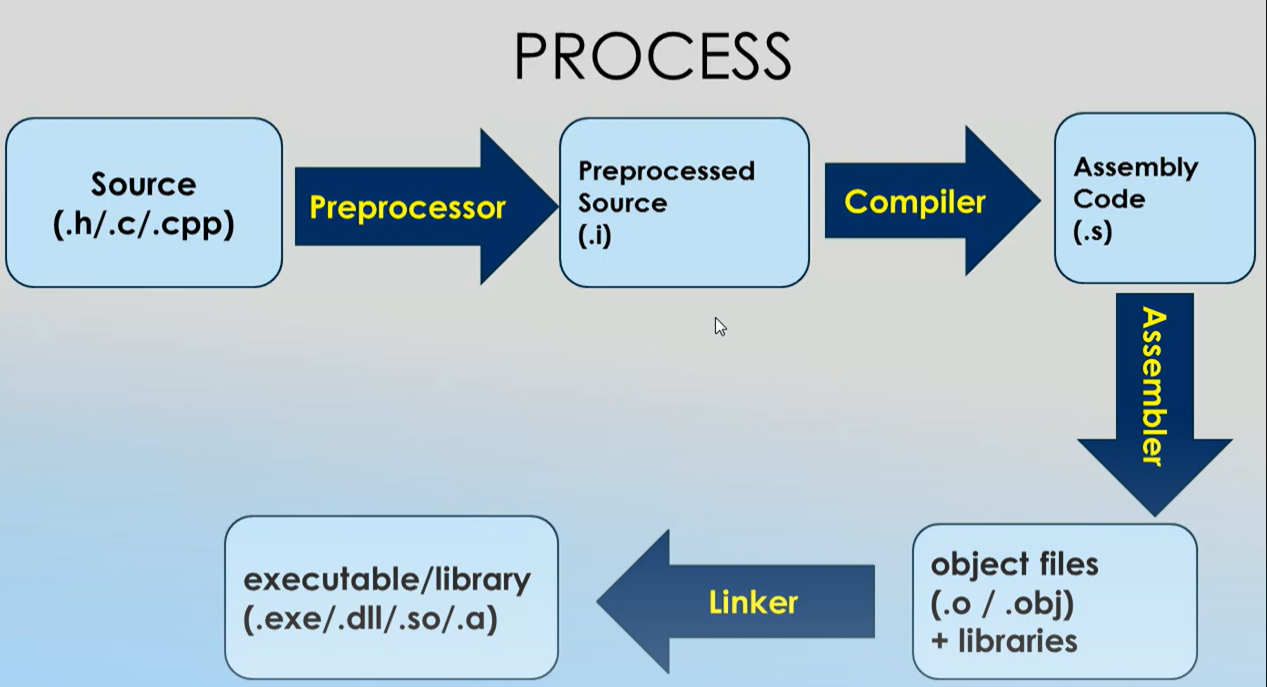 PROCESS
Source
(.h/.c/.cpp)
Preprocessor
Preprocessed
Source
(.i)
Compiler
Assembly
Code
(.s)
Assembler
object files
(.o / .obj)
+ libraries
Linker
executable/library
(.exe/.dll/.so/.a)